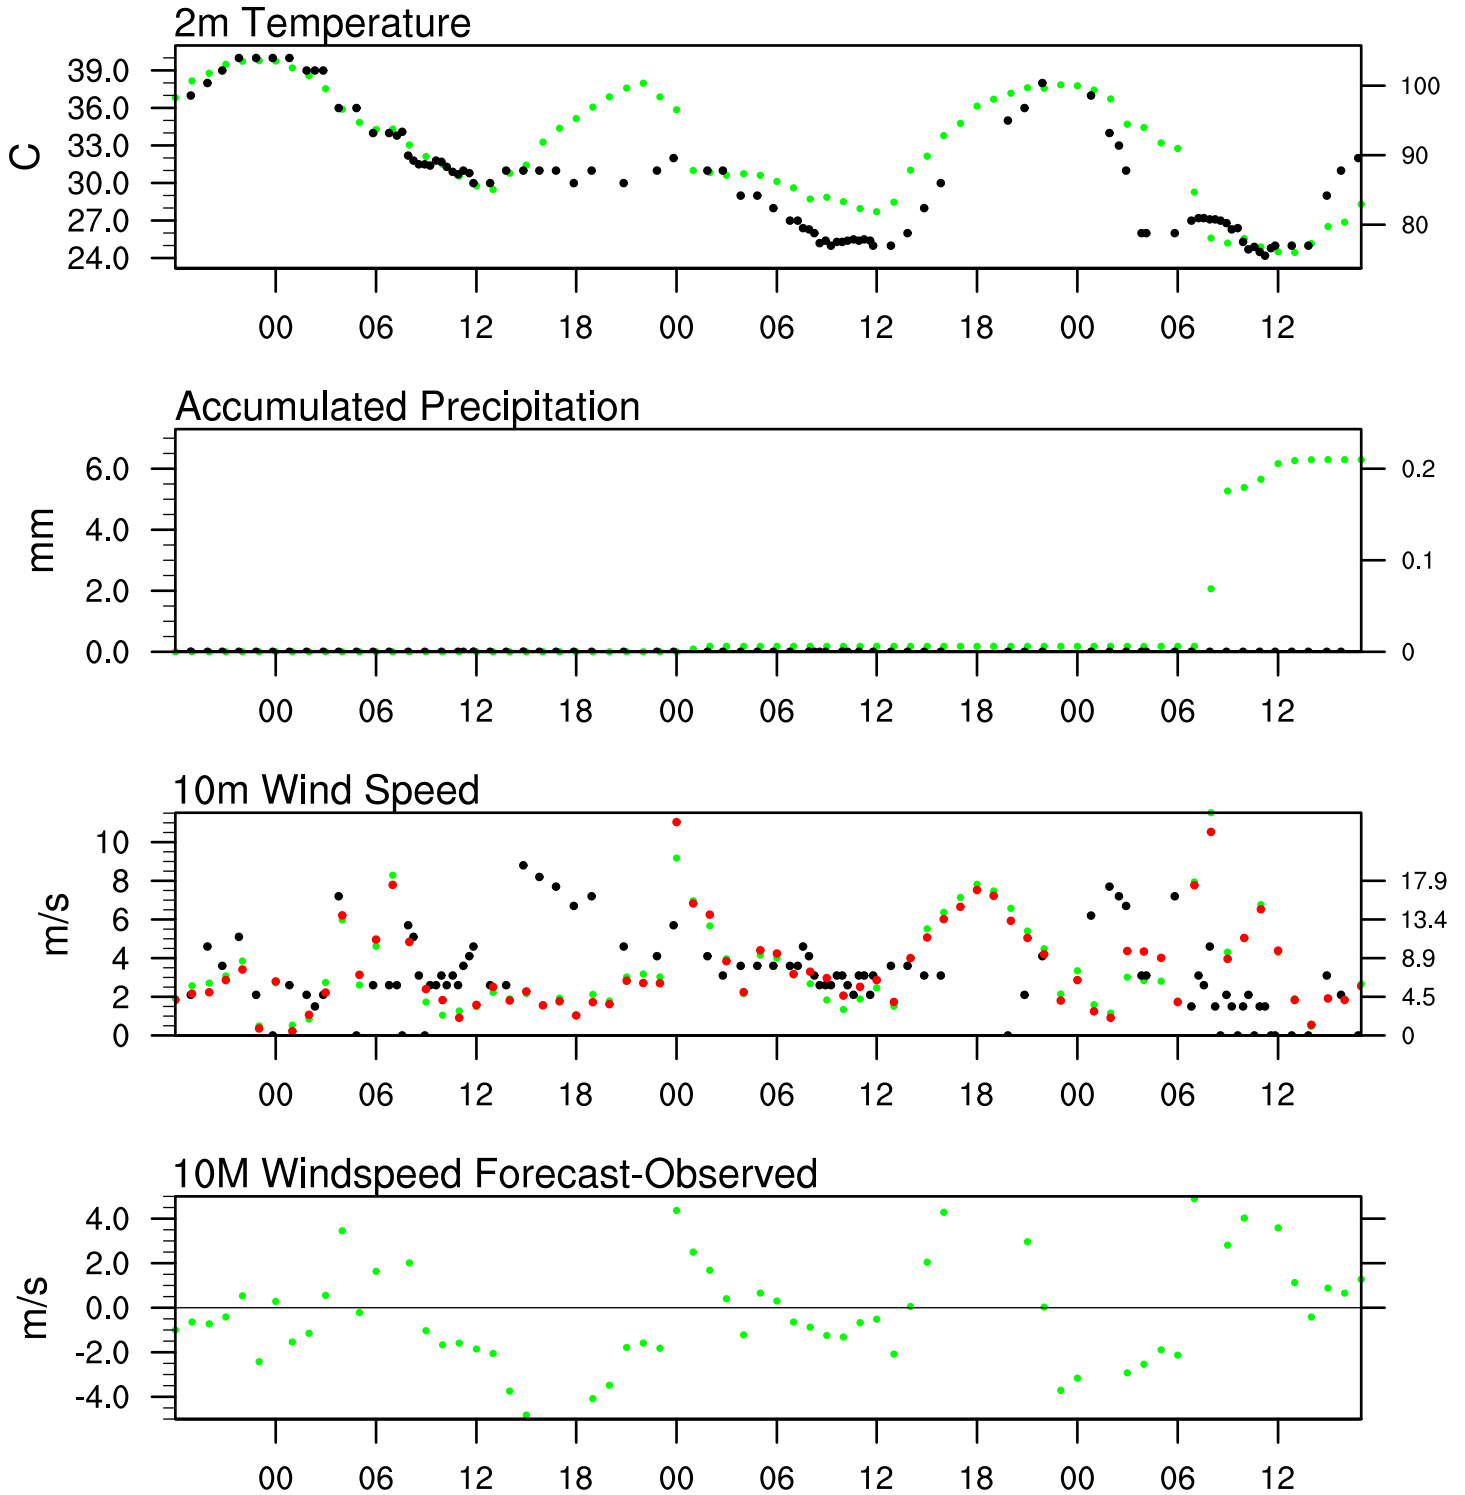 2m Temperature
39.0
36.0
33.0
30.0
27.0
24.0
C
100
90
80
00 06 12 18 00 06 12 18 00 06 12
Accumulated Precipitation
6.0
4.0
2.0
0.0
mm
0.2
0.1
0
00 06 12 18 00 06 12 18 00 06 12
10m Wind Speed
10
8
6
4
2
0
m/s
17.9
13.4
8.9
4.5
0
00 06 12 18 00 06 12 18 00 06 12
10M Windspeed Forecast-Observed
4.0
2.0
0.0
-2.0
-4.0
m/s
00 06 12 18 00 06 12 18 00 06 12